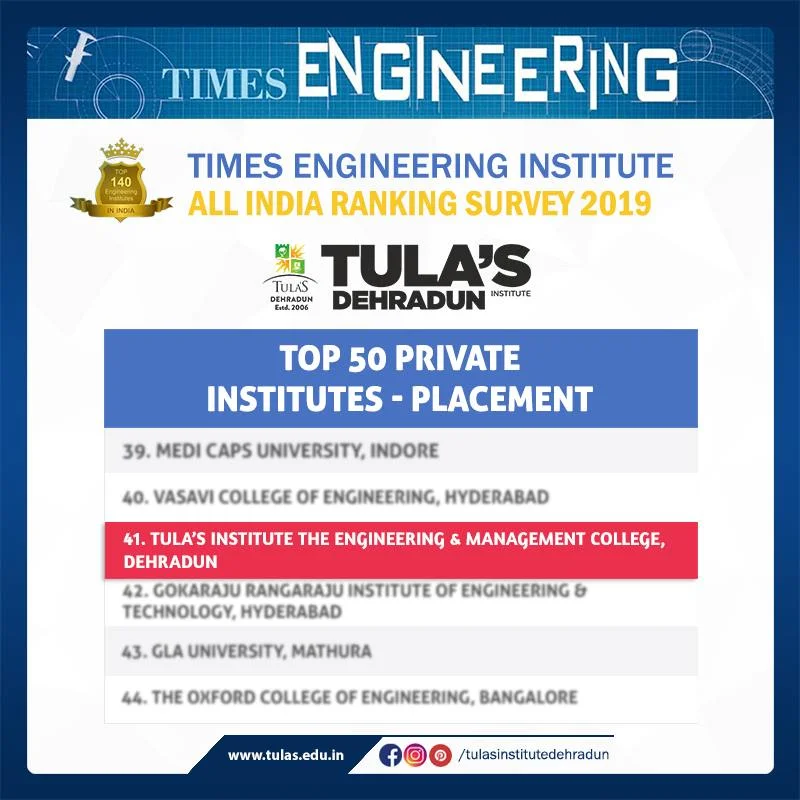 TIMES ENGINEERING
TOP
140
Engineering
Institutes
IN INDIA
TIMES ENGINEERING INSTITUTE
ALL INDIA RANKING SURVEY 2019
TULA'S
DEHRADUN
Estd. 2006
TULA'S
DEHRADUN INSTITUTE
TOP 50 PRIVATE
INSTITUTES - PLACEMENT
39. MEDI CAPS UNIVERSITY, INDORE
40. VASAVI COLLEGE OF ENGINEERING, HYDERABAD
41. TULA'S INSTITUTE THE ENGINEERING & MANAGEMENT COLLEGE,
DEHRADUN
42. GOKARAJU RANGARAJU INSTITUTE OF ENGINEERING &
TECHNOLOGY, HYDERABAD
43. GLA UNIVERSITY, MATHURA
44. THE OXFORD COLLEGE OF ENGINEERING, BANGALORE
www.tulas.edu.in
/tulasinstitutedehradun